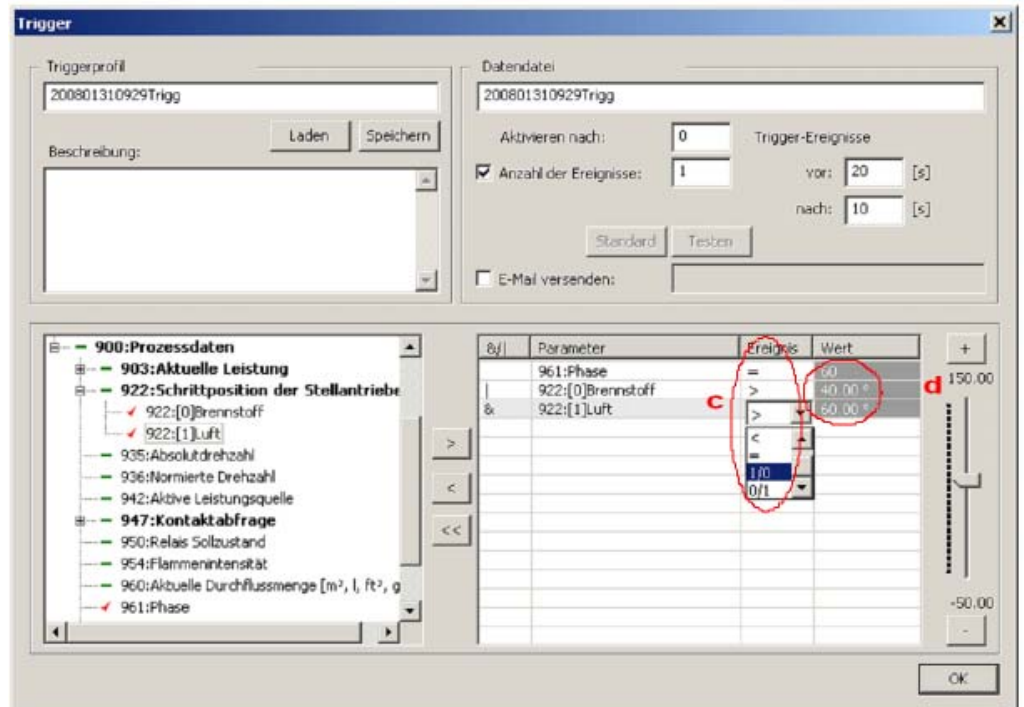 Trigger
Triggerprofil
200801310929Trigg
Laden
Speichern
Beschreibung:
Datendatei
200801310929Trigg
Aktivieren nach:
0
Trigger-Ereignisse
Anzahl der Ereignisse:
1
vor:
20
[s]
nach:
10
[s]
Standard
Testen
E-Mail versenden:
900:Prozessdaten
903:Aktuelle Leistung
922:Schrittposition der Stellantriebe
922:[0]Brennstoff
922:[1]Luft
935:Absolutdrehzahl
936:Normierte Drehzahl
942:Aktive Leistungsquelle
947:Kontaktabfrage
950:Relais Sollzustand
954:Flammenintensität
960:Aktuelle Durchflussmenge [m³, l, ft³, g
961:Phase
>
<
<<
&/| Parameter Ereignis Wert
961:Phase = 60
| 922:[0]Brennstoff > 40.00 °
& 922:[1]Luft > 60.00 °
<
=
1/0
0/1
c
d
+
150.00
-50.00
-
OK